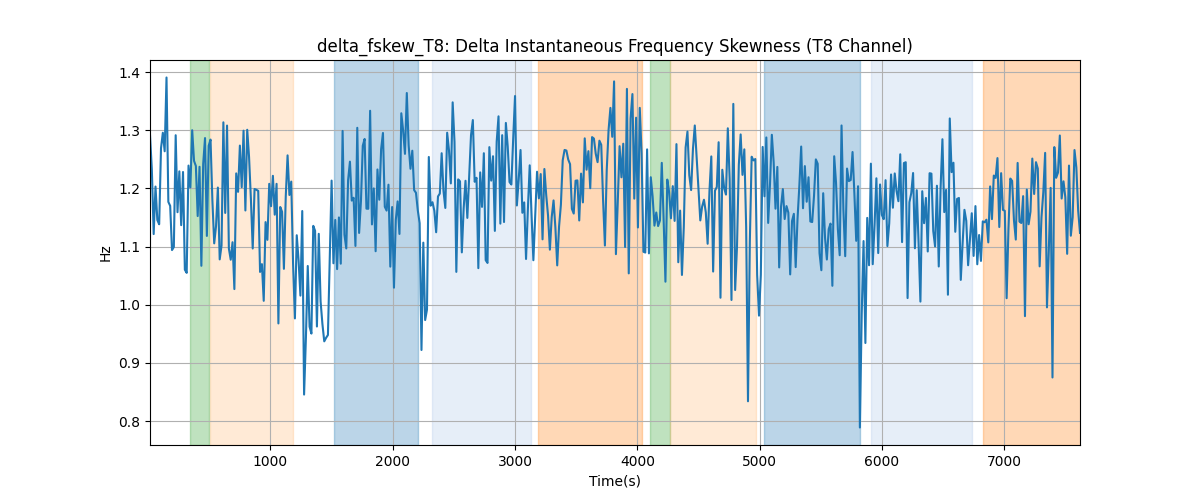 delta_fskew_T8: Delta Instantaneous Frequency Skewness (T8 Channel)
1.4
1.3
1.2
1.1
1.0
0.9
0.8
Hz
1000 2000 3000 4000 5000 6000 7000
Time(s)